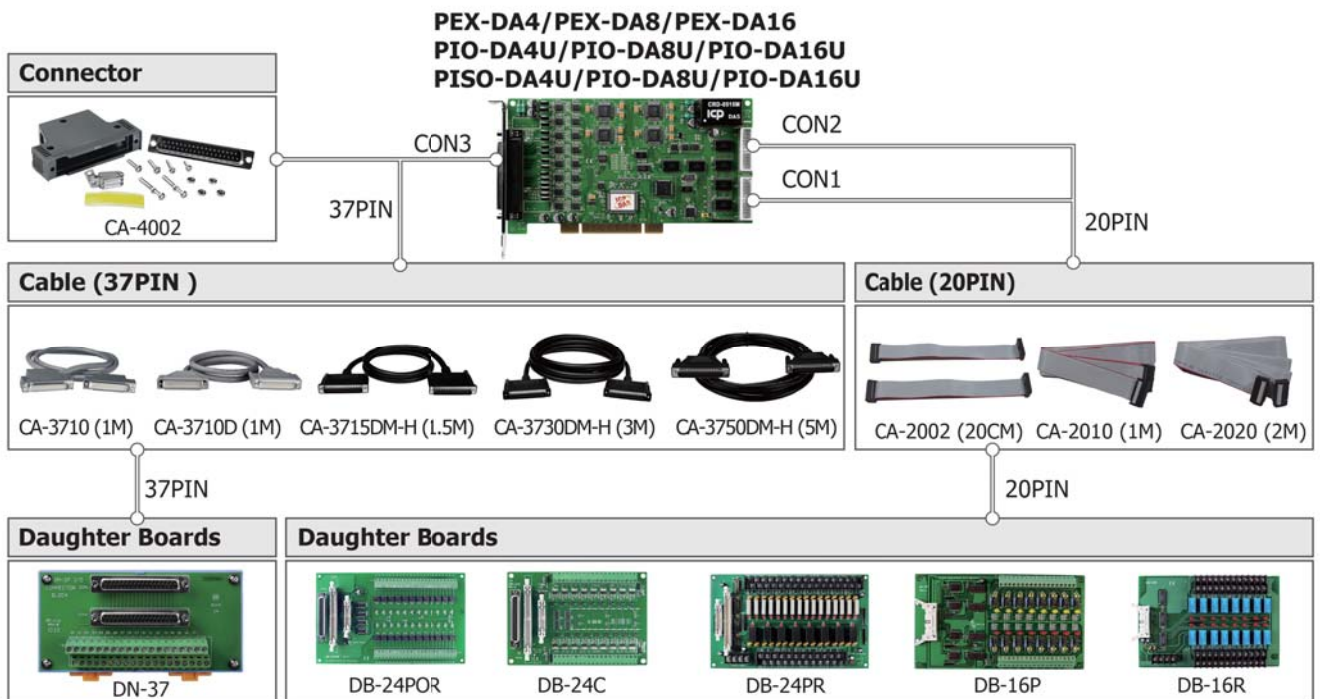 PEX-DA4/PEX-DA8/PEX-DA16
PIO-DA4U/PIO-DA8U/PIO-DA16U
PISO-DA4U/PIO-DA8U/PIO-DA16U
Connector
CA-4002
CON3
CON2
CON1
37PIN
20PIN
Cable (37PIN )
CA-3710 (1M) CA-3710D (1M) CA-3715DM-H (1.5M) CA-3730DM-H (3M) CA-3750DM-H (5M)
Cable (20PIN)
CA-2002 (20CM) CA-2010 (1M) CA-2020 (2M)
37PIN
20PIN
Daughter Boards
DN-37
Daughter Boards
DB-24POR DB-24C DB-24PR DB-16P DB-16R